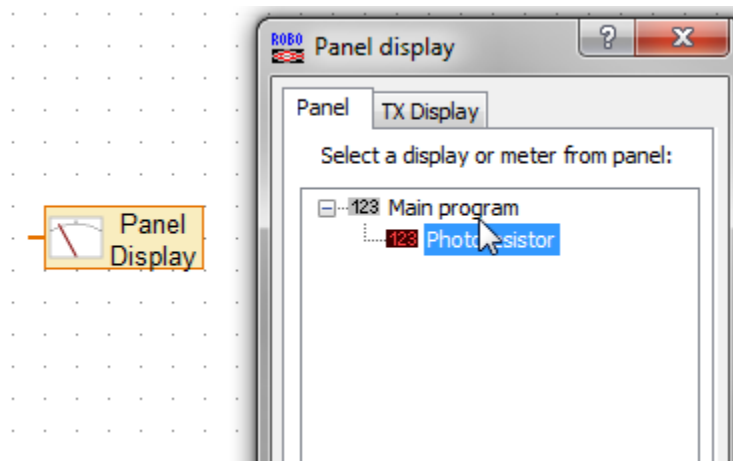 ROBO
Panel display
?
X
Panel
TX Display
Select a display or meter from panel:
123 Main program
123
Panel
Display